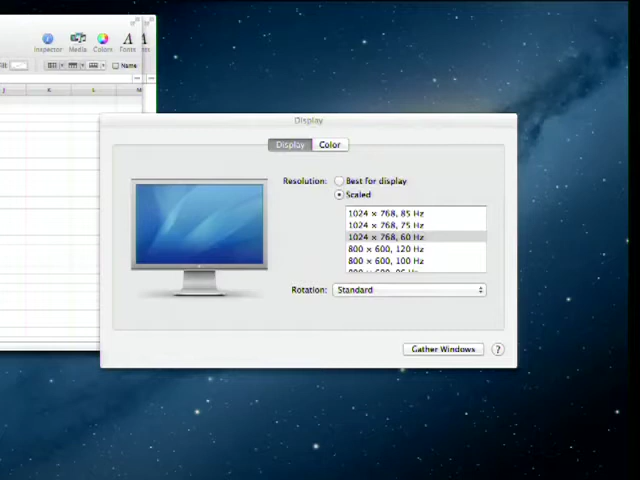 Inspector Media Colors Fonts
Name
J K L M
Display
Display Color
Resolution: Best for display
Scaled
1024 × 768, 85 Hz
1024 × 768, 75 Hz
1024 × 768, 60 Hz
800 × 600, 120 Hz
800 × 600, 100 Hz
Rotation: Standard
Gather Windows ?